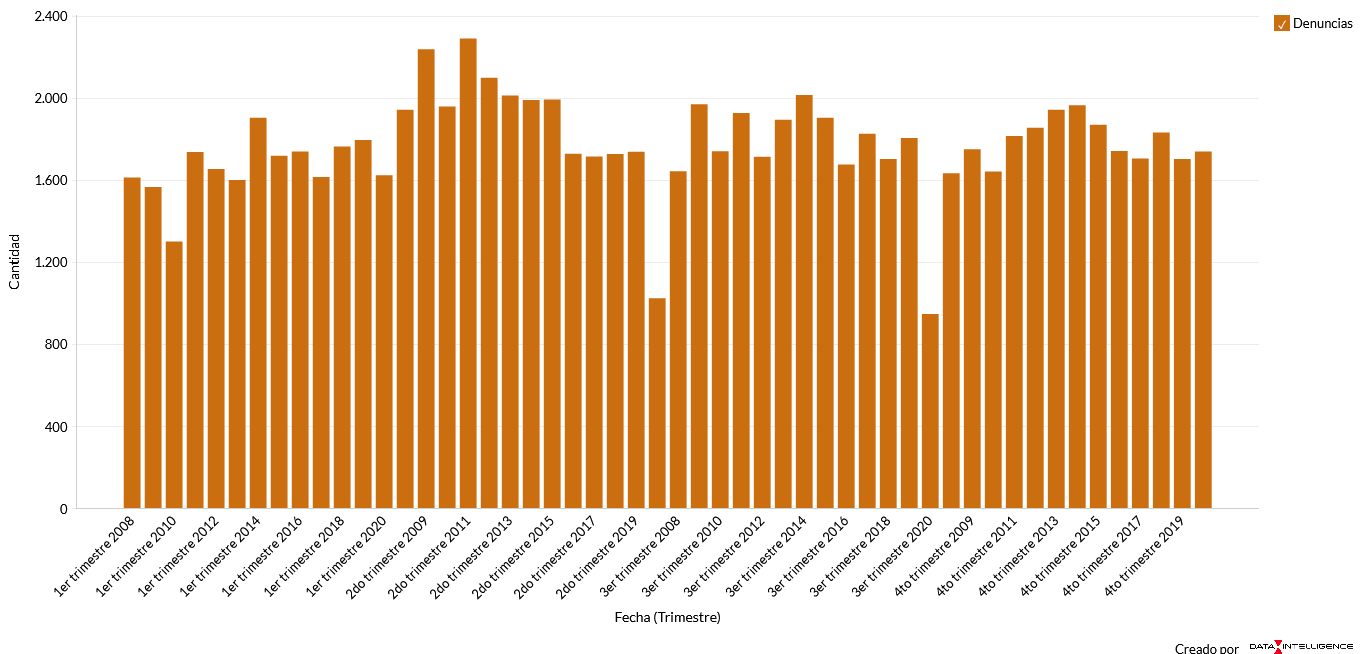 2.400
2.000
1.600
1.200
800
400
0
Cantidad
✓ Denuncias
1er trimestre 2008
1er trimestre 2010
1er trimestre 2012
1er trimestre 2014
1er trimestre 2016
1er trimestre 2018
1er trimestre 2020
2do trimestre 2009
2do trimestre 2011
2do trimestre 2013
2do trimestre 2015
2do trimestre 2017
2do trimestre 2019
3er trimestre 2008
3er trimestre 2010
3er trimestre 2012
3er trimestre 2014
3er trimestre 2016
3er trimestre 2018
3er trimestre 2020
4to trimestre 2009
4to trimestre 2011
4to trimestre 2013
4to trimestre 2015
4to trimestre 2017
4to trimestre 2019
Fecha (Trimestre)
Creado por DATA INTELLIGENCE